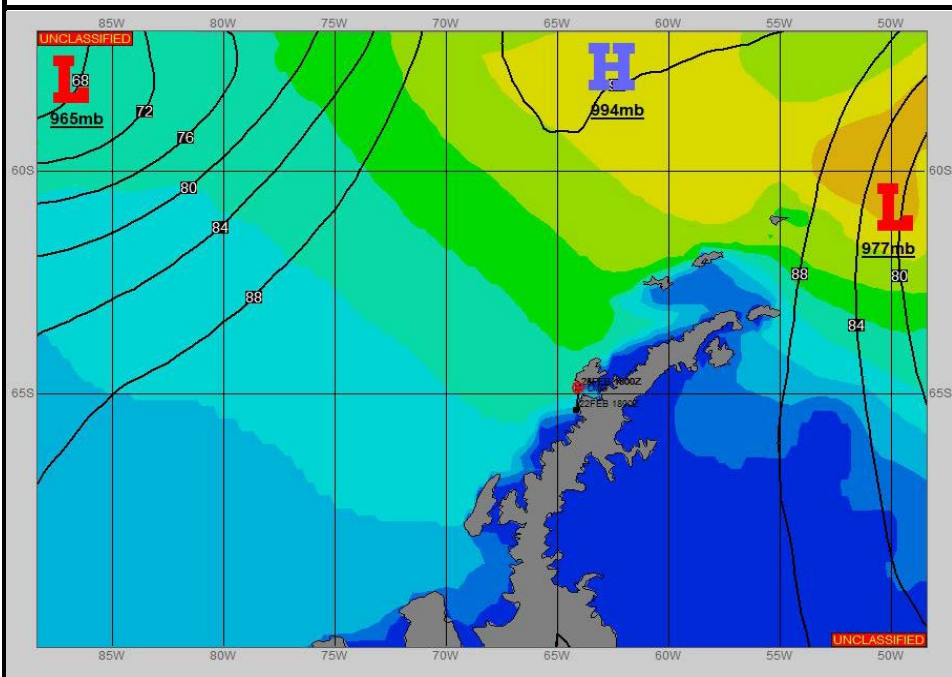 85W 80W 75W 70W 65W 60W 55W 50W
UNCLASSIFIED
L
965mb
68
72
76
80
84
88
H
994mb
60S 60S
L
977mb
88 80
84
65S 65S
22FEB
UNCLASSIFIED
85W 80W 75W 70W 65W 60W 55W 50W